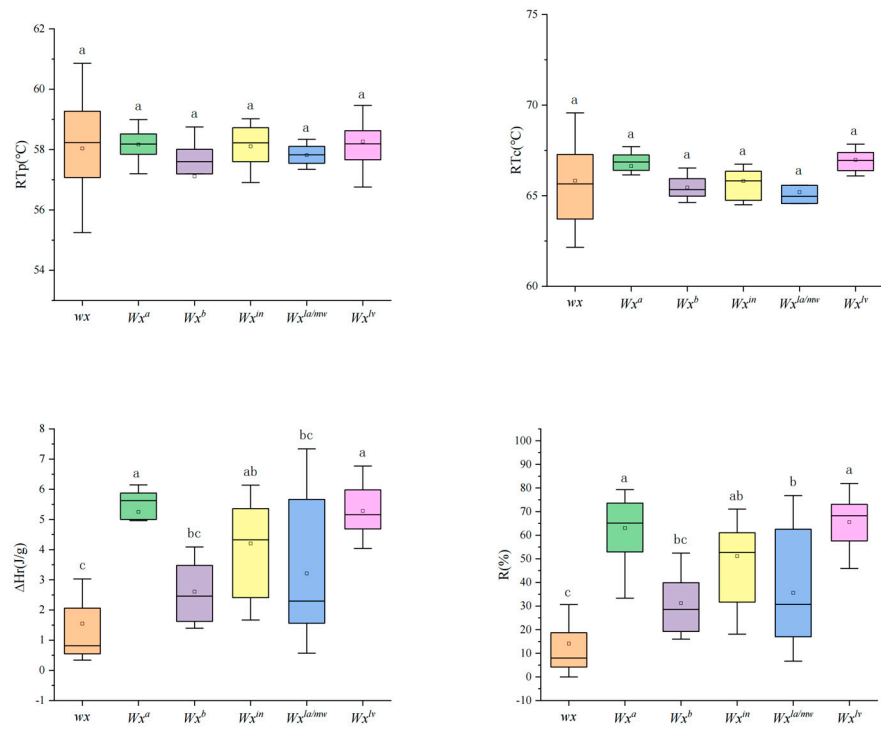 62
60
58
56
54
RTp(℃)
a a a a a a
wx Wxᵃ Wxᵇ Wxⁱⁿ Wxˡᵃ/ᵐʷ Wxˡᵛ
75
70
65
60
RTc(℃)
a a a a a a
wx Wxᵃ Wxᵇ Wxⁱⁿ Wxˡᵃ/ᵐʷ Wxˡᵛ
8
7
6
5
4
3
2
1
0
-1
ΔHr(J/g)
c a bc ab bc a
wx Wxᵃ Wxᵇ Wxⁱⁿ Wxˡᵃ/ᵐʷ Wxˡᵛ
100
90
80
70
60
50
40
30
20
10
0
-10
R(%)
c a bc ab b a
wx Wxᵃ Wxᵇ Wxⁱⁿ Wxˡᵃ/ᵐʷ Wxˡᵛ